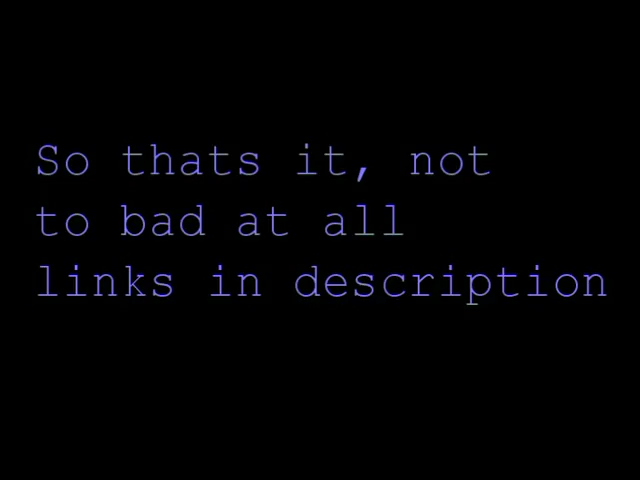 So thats it, not
to bad at all
links in description